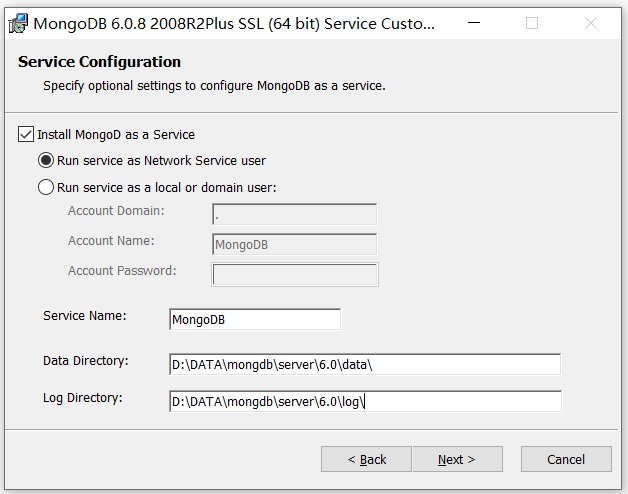 MongoDB 6.0.8 2008R2Plus SSL (64 bit) Service Custo...
Service Configuration
Specify optional settings to configure MongoDB as a service.
Install MongoD as a Service
Run service as Network Service user
Run service as a local or domain user:
Account Domain: .
Account Name: MongoDB
Account Password:
Service Name: MongoDB
Data Directory: D:\DATA\mongdb\server\6.0\data\
Log Directory: D:\DATA\mongdb\server\6.0\log\
< Back Next > Cancel